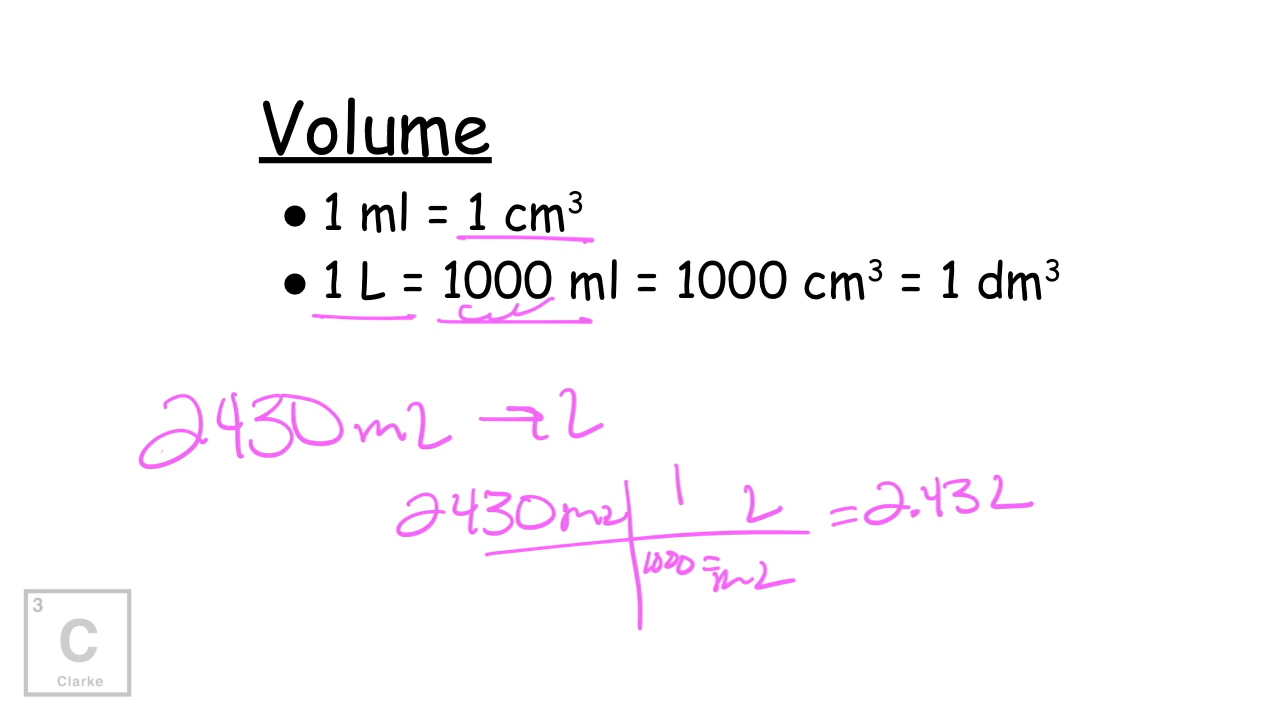 Volume
● 1 ml = 1 cm³
● 1 L = 1000 ml = 1000 cm³ = 1 dm³
2430 mL → L
2430 mL | 1 L = 2.43 L
1000 = mL
3
C
Clarke